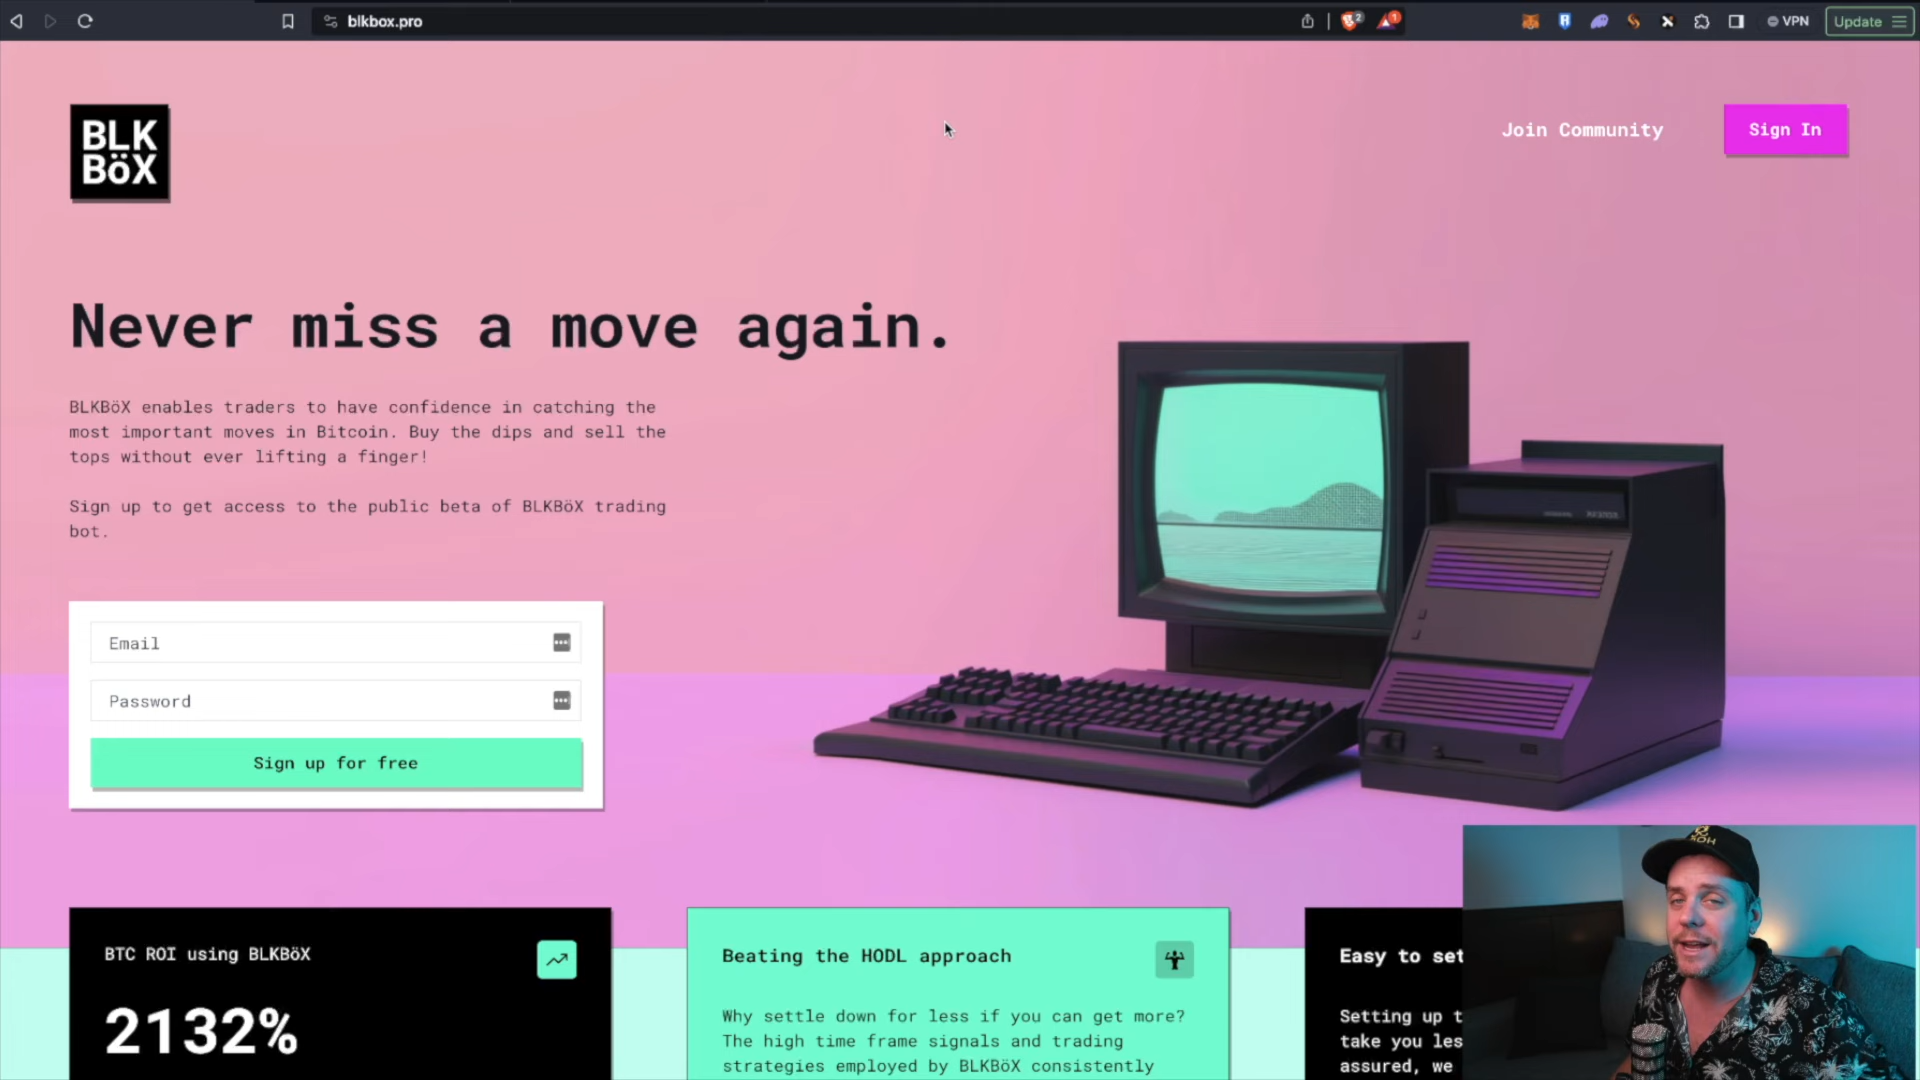 blkbox.pro
2
1
VPN
Update
BLK
BöX
Join Community
Sign In
Never miss a move again.
BLKBöX enables traders to have confidence in catching the
most important moves in Bitcoin. Buy the dips and sell the
tops without ever lifting a finger!
Sign up to get access to the public beta of BLKBöX trading
bot.
Email
Password
Sign up for free
BTC ROI using BLKBöX
2132%
Beating the HODL approach
Why settle down for less if you can get more?
The high time frame signals and trading
strategies employed by BLKBöX consistently
Easy to set
Setting up t
take you les
assured, we